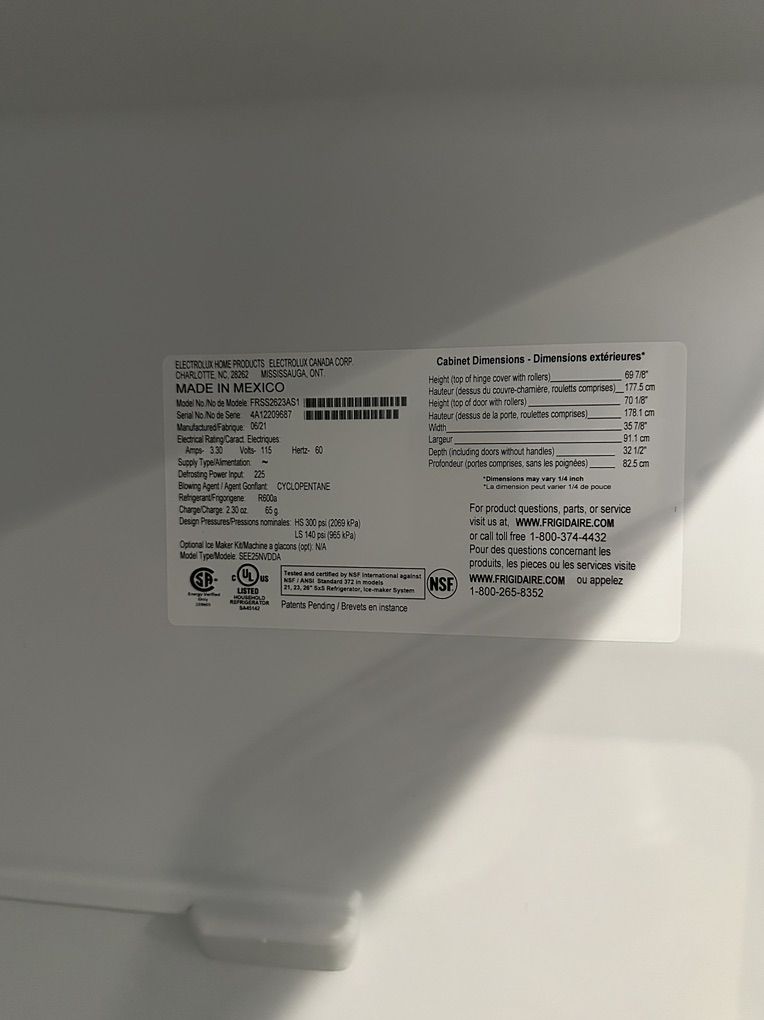 ELECTROLUX HOME PRODUCTS ELECTROLUX CANADA CORP.
CHARLOTTE, NC, 28262 MISSISSAUGA, ONT.
MADE IN MEXICO
Model No./No de Modele: FRSS2623AS1
Serial No./No de Serie: 4A12209687
Manufactured/Fabrique: 06/21
Electrical Rating/Caract. Electriques:
Amps- 3.30 Volts- 115 Hertz- 60
Supply Type/Alimentation: ~
Defrosting Power Input: 225
Blowing Agent / Agent Gonflant: CYCLOPENTANE
Refrigerant/Frigorigene: R600a
Charge/Charge: 2.30 oz. 65 g
Design Pressures/Pressions nominales: HS 300 psi (2069 kPa)
LS 140 psi (965 kPa)
Optional Ice Maker Kit/Machine a glacons (opt): N/A
Model Type/Modele: SEE25NVDDA
Energy Verified
Only
C UL US
LISTED
HOUSEHOLD
REFRIGERATOR
SA45142
Tested and certified by NSF International against
NSF / ANSI Standard 372 in models
21, 23, 26" SxS Refrigerator, Ice-maker System
NSF
Patents Pending / Brevets en instance
Cabinet Dimensions - Dimensions extérieures*
Height (top of hinge cover with rollers) 69 7/8"
Hauteur (dessus du couvre-charnière, rouletts comprises) 177.5 cm
Height (top of door with rollers) 70 1/8"
Hauteur (dessus de la porte, roulettes comprises) 178.1 cm
Width 35 7/8"
Largeur 91.1 cm
Depth (including doors without handles) 32 1/2"
Profondeur (portes comprises, sans les poignées) 82.5 cm
*Dimensions may vary 1/4 inch
*La dimension peut varier 1/4 de pouce
For product questions, parts, or service
visit us at, WWW.FRIGIDAIRE.COM
or call toll free 1-800-374-4432
Pour des questions concernant les
produits, les pieces ou les services visite
WWW.FRIGIDAIRE.COM ou appelez
1-800-265-8352